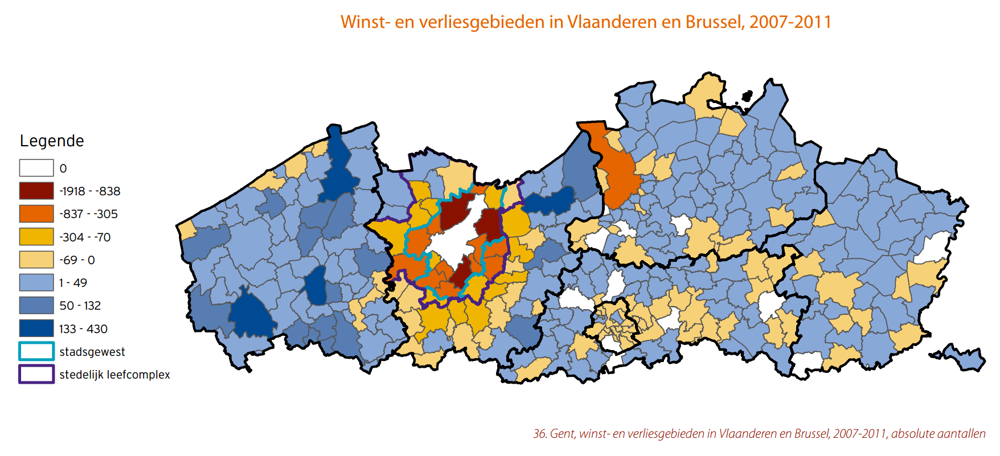 Winst- en verliesgebieden in Vlaanderen en Brussel, 2007-2011
Legende
0
-1918 - -838
-837 - -305
-304 - -70
-69 - 0
1 - 49
50 - 132
133 - 430
stadsgewest
stedelijk leefcomplex
36. Gent, winst- en verliesgebieden in Vlaanderen en Brussel, 2007-2011, absolute aantallen